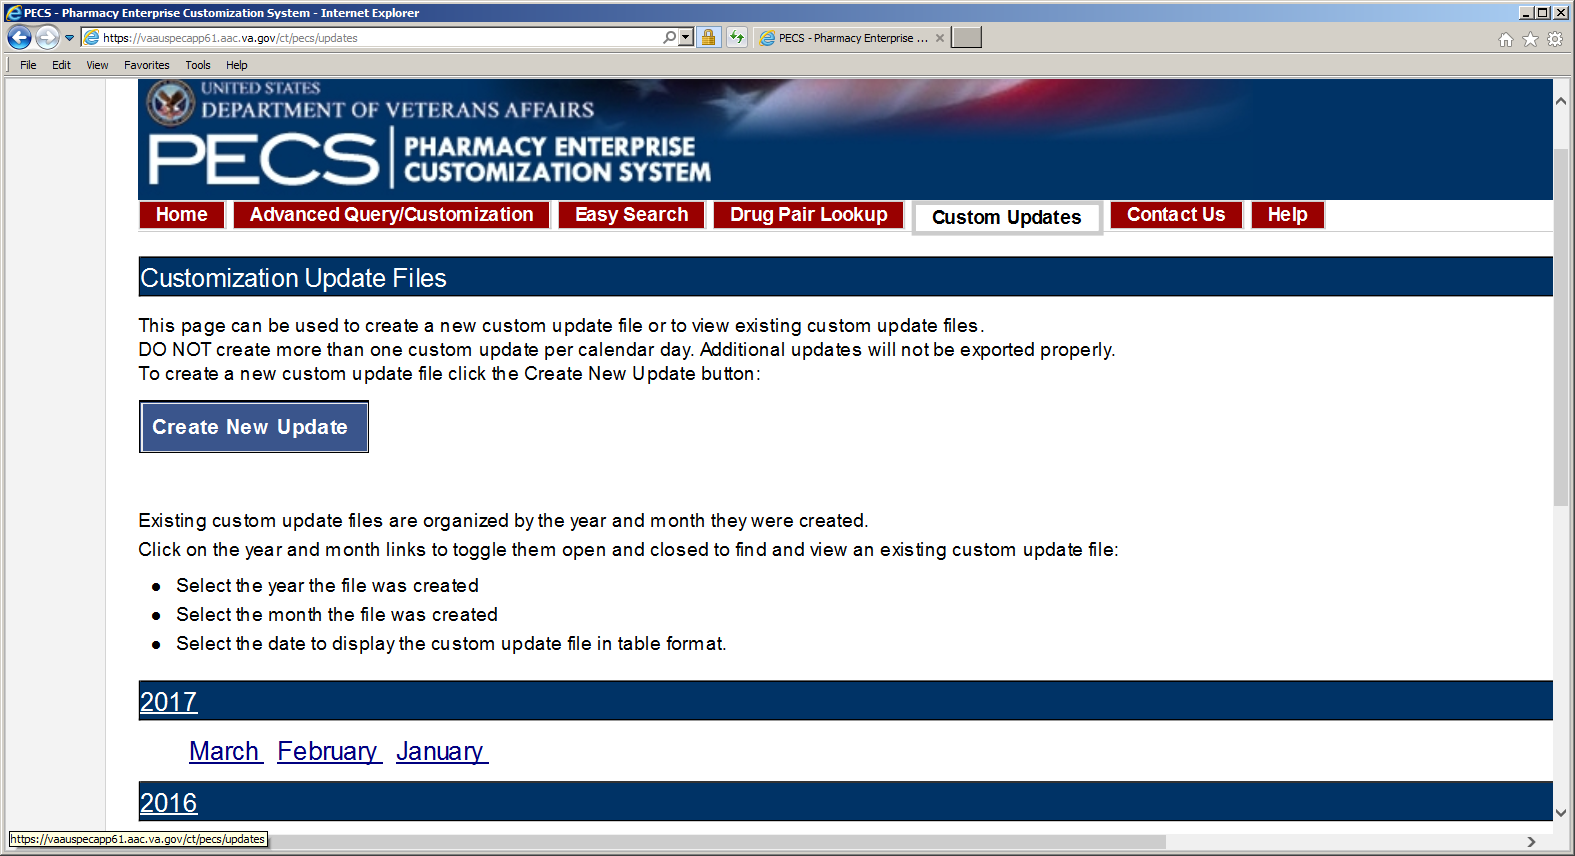 PECS - Pharmacy Enterprise Customization System - Internet Explorer
https://vaauspecapp61.aac.va.gov/ct/pecs/updates
PECS - Pharmacy Enterprise ...
File Edit View Favorites Tools Help
UNITED STATES
DEPARTMENT OF VETERANS AFFAIRS
PECS
PHARMACY ENTERPRISE
CUSTOMIZATION SYSTEM
Home Advanced Query/Customization Easy Search Drug Pair Lookup Custom Updates Contact Us Help
Customization Update Files
This page can be used to create a new custom update file or to view existing custom update files.
DO NOT create more than one custom update per calendar day. Additional updates will not be exported properly.
To create a new custom update file click the Create New Update button:
Create New Update
Existing custom update files are organized by the year and month they were created.
Click on the year and month links to toggle them open and closed to find and view an existing custom update file:
● Select the year the file was created
● Select the month the file was created
● Select the date to display the custom update file in table format.
2017
March February January
2016
https://vaauspecapp61.aac.va.gov/ct/pecs/updates